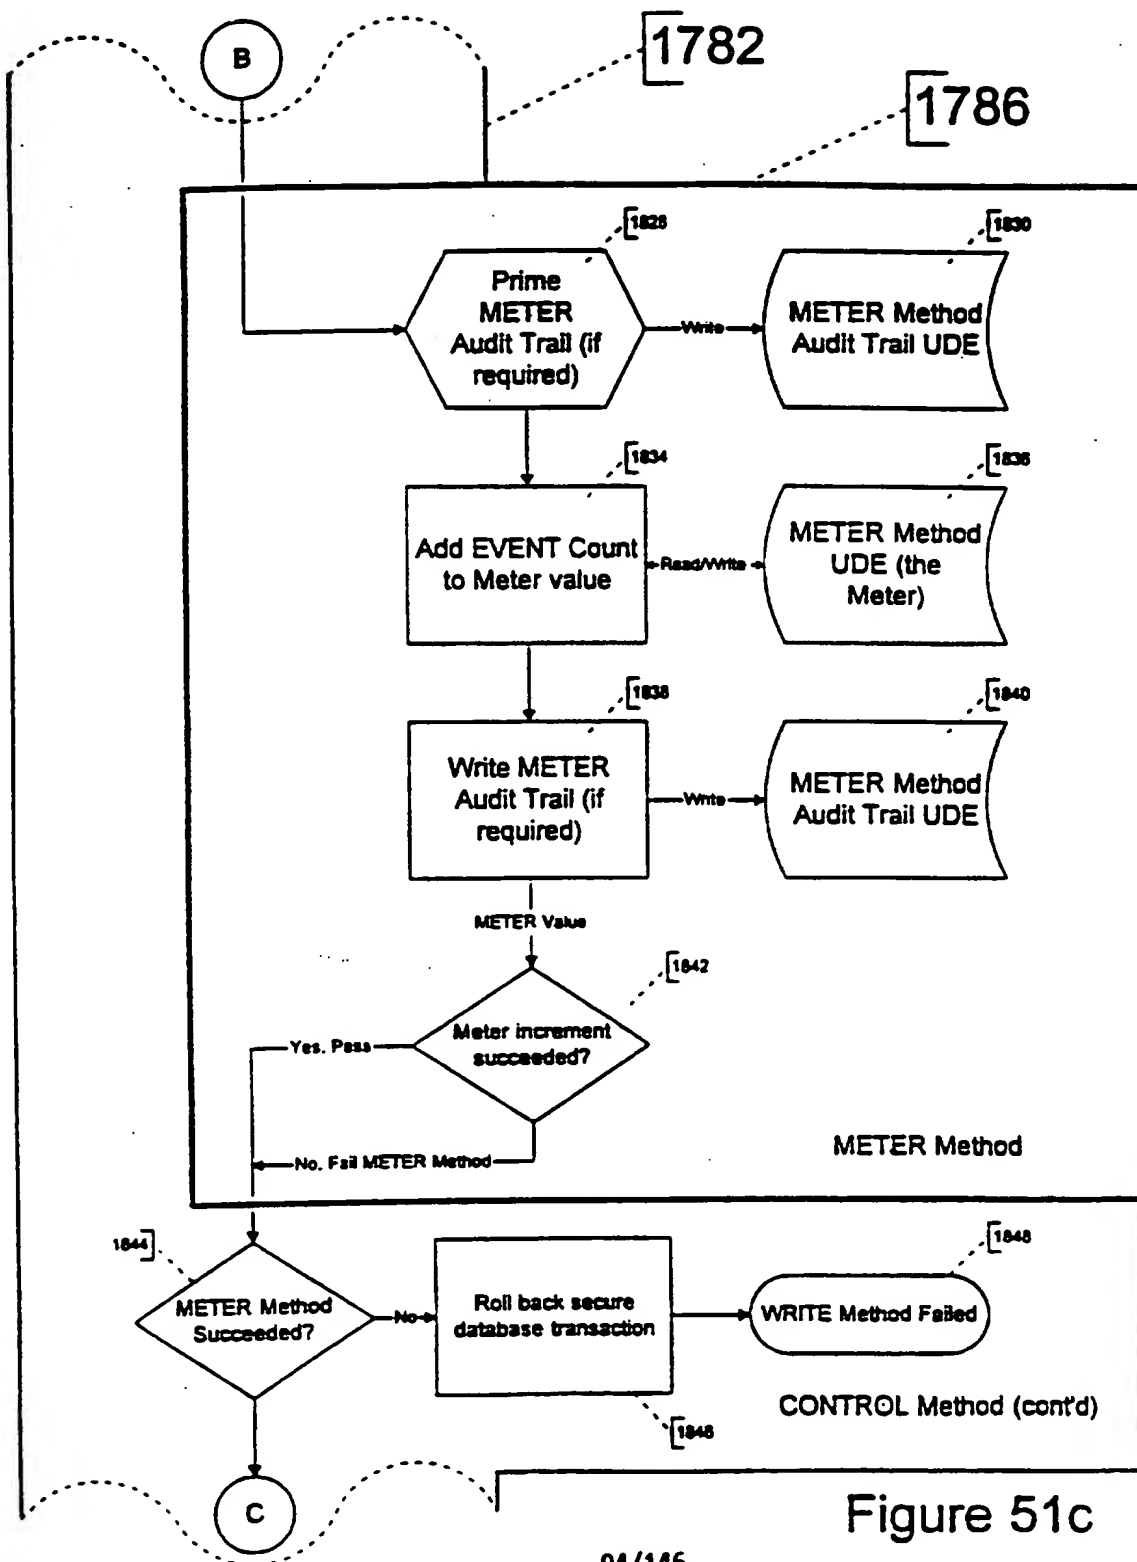 B
1782
1786
1828
Prime
METER
Audit Trail (if
required)
Write
1830
METER Method
Audit Trail UDE
1834
Add EVENT Count
to Meter value
Read/Write
1836
METER Method
UDE (the
Meter)
1838
Write METER
Audit Trail (if
required)
Write
1840
METER Method
Audit Trail UDE
METER Value
1842
Meter increment
succeeded?
Yes. Pass
No. Fail METER Method
METER Method
1844
METER Method
Succeeded?
No
Roll back secure
database transaction
1846
1848
WRITE Method Failed
CONTROL Method (cont'd)
C
Figure 51c
94/146